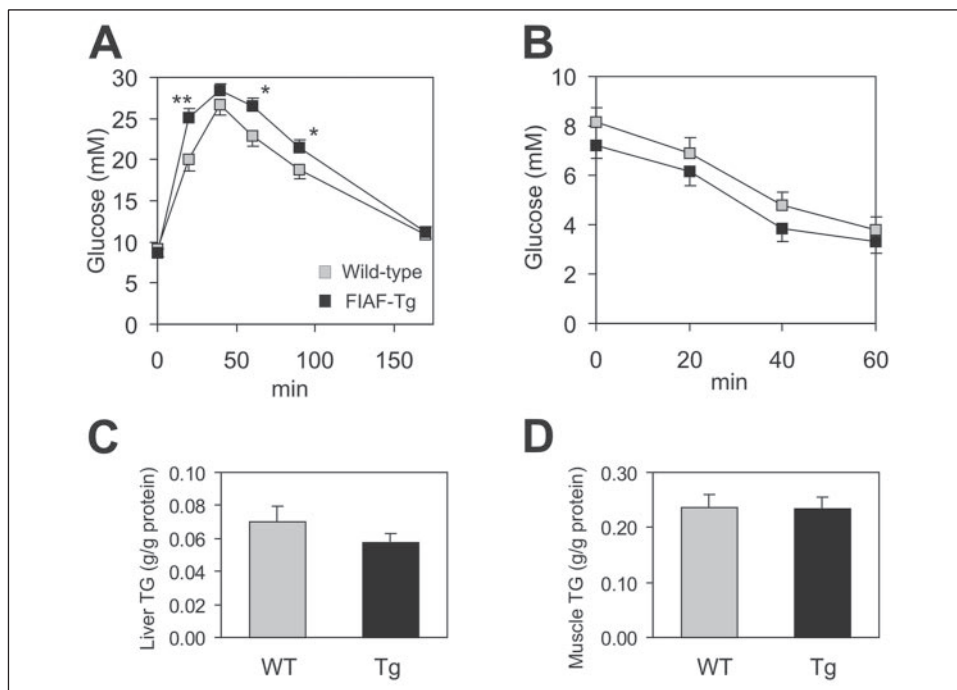 A
Glucose (mM)
30
25
20
15
10
5
0
**
*
*
Wild-type
FIAF-Tg
0 50 100 150
min
B
Glucose (mM)
10
8
6
4
2
0
0 20 40 60
min
C
Liver TG (g/g protein)
0.10
0.08
0.06
0.04
0.02
0.00
WT Tg
D
Muscle TG (g/g protein)
0.30
0.20
0.10
0.00
WT Tg